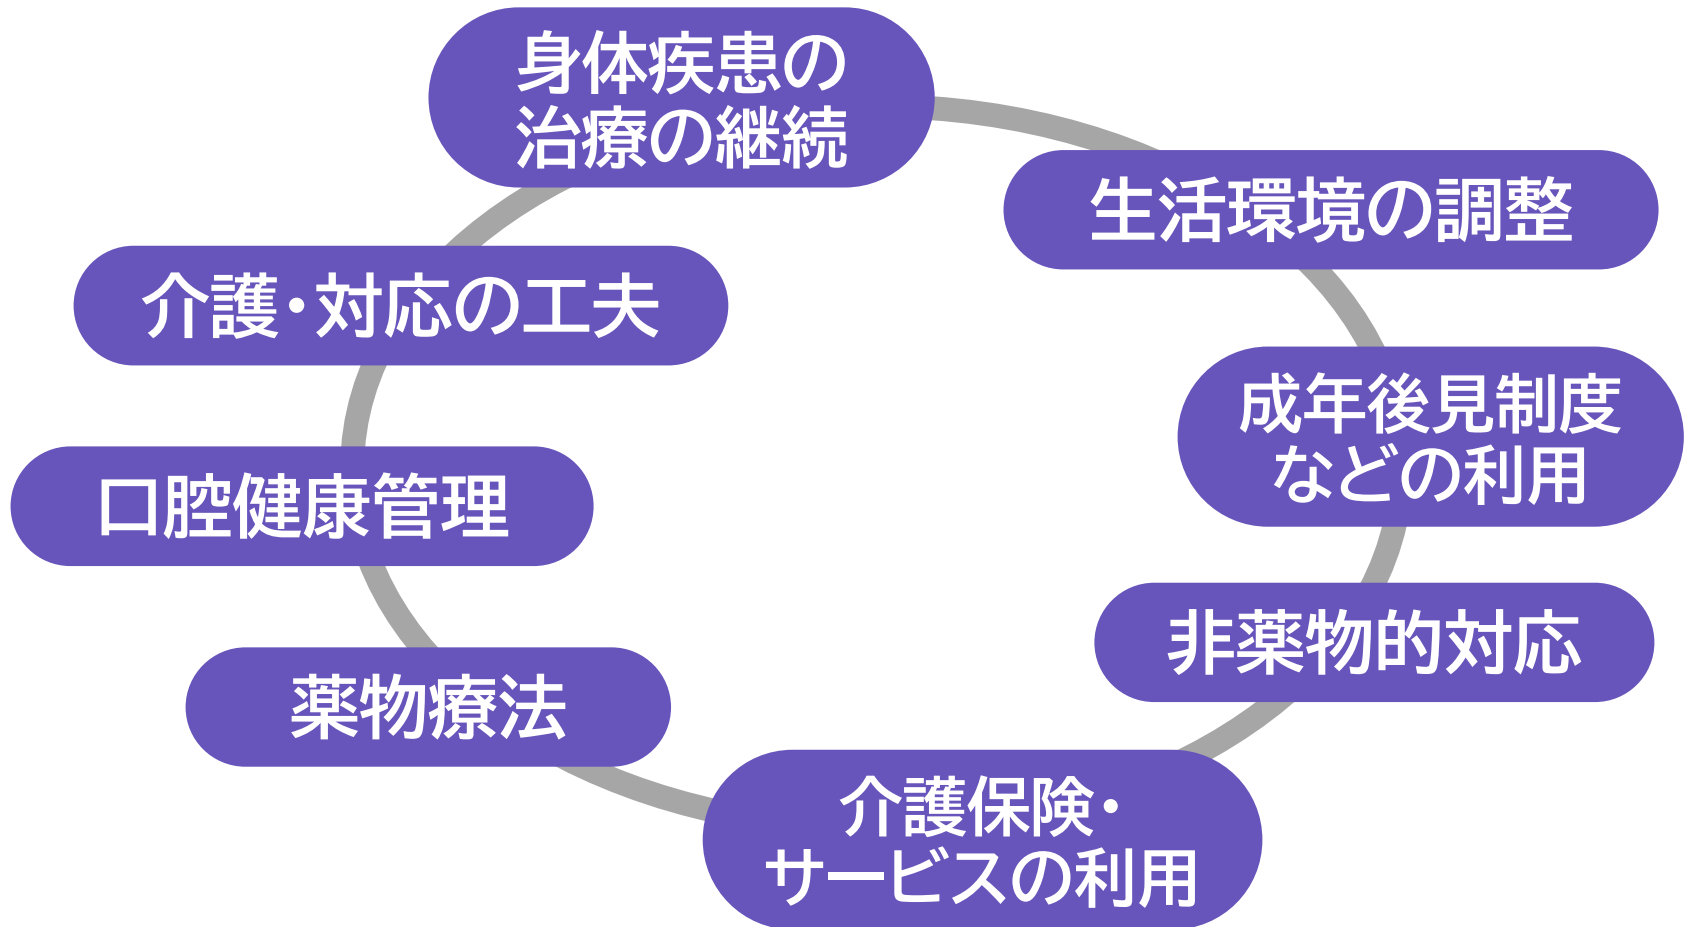 身体疾患の
治療の継続
生活環境の調整
介護・対応の工夫
成年後見制度
などの利用
口腔健康管理
非薬物的対応
薬物療法
介護保険・
サービスの利用